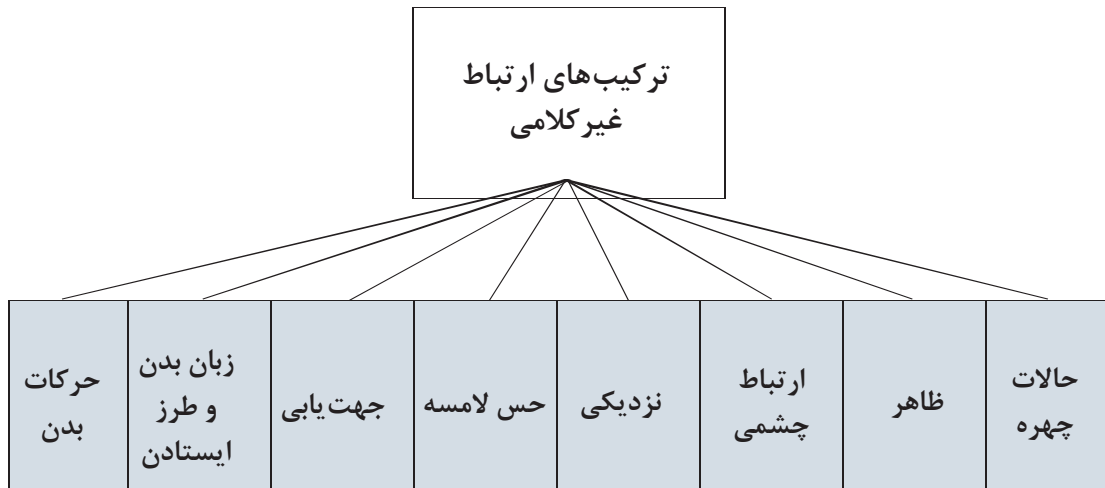 ترکیب‌های ارتباط
غیرکلامی
حالات
چهره
ظاهر
ارتباط
چشمی
نزدیکی
حس لامسه
جهت‌یابی
زبان بدن
و طرز
ایستادن
حرکات
بدن